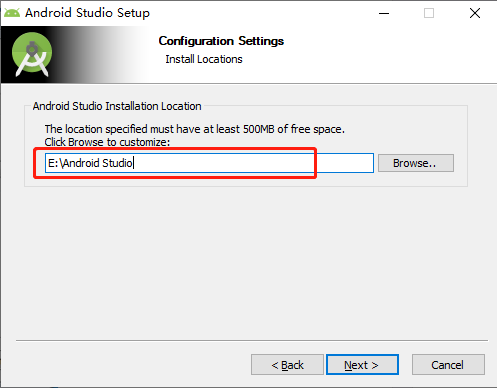 Android Studio Setup
Configuration Settings
Install Locations
Android Studio Installation Location
The location specified must have at least 500MB of free space.
Click Browse to customize:
E:\Android Studio
Browse..
< Back
Next >
Cancel